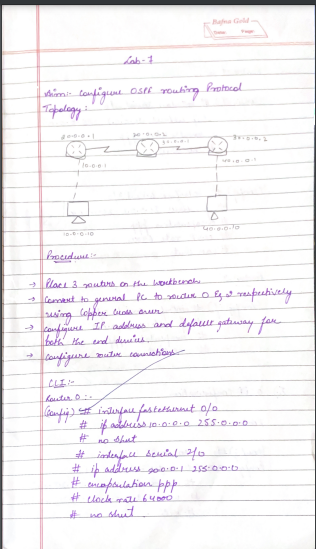 Rajesh Gold
Date: Page:
Lab-7
Aim:- Configure OSPF routing Protocol
Topology:
20.0.0.1 20.0.0.2 30.0.0.2
30.0.0.1
10.0.0.1 40.0.0.1
10.0.0.10 40.0.0.10
Procedure:-
→ Place 3 routers on the workbench
→ Connect to general PC to router 0 & 2 respectively
using Copper Cross over
→ configure IP address and default gateway for
both the end devices.
→ configure router connections
CLI:-
Router 0:-
(config) # interface fastethernet 0/0
# ip address 10.0.0.0 255.0.0.0
# no shut
# interface serial 2/0
# ip address 20.0.0.1 255.0.0.0
# encapsulation ppp
# clock rate 64000
# no shut